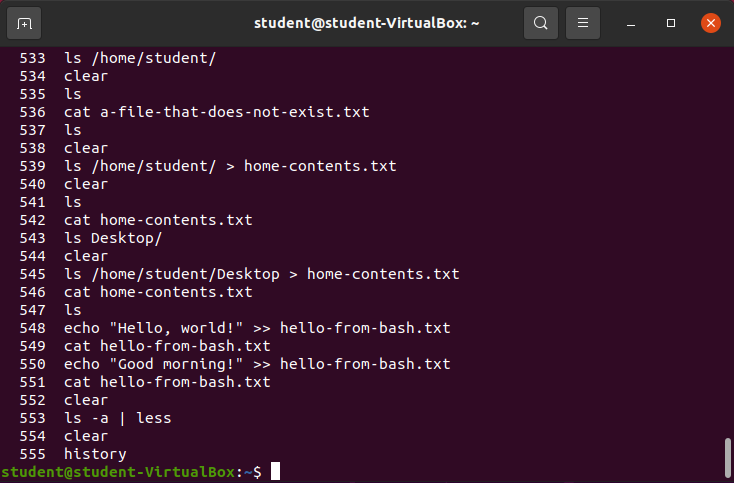 student@student-VirtualBox: ~
533 ls /home/student/
534 clear
535 ls
536 cat a-file-that-does-not-exist.txt
537 ls
538 clear
539 ls /home/student/ > home-contents.txt
540 clear
541 ls
542 cat home-contents.txt
543 ls Desktop/
544 clear
545 ls /home/student/Desktop > home-contents.txt
546 cat home-contents.txt
547 ls
548 echo "Hello, world!" >> hello-from-bash.txt
549 cat hello-from-bash.txt
550 echo "Good morning!" >> hello-from-bash.txt
551 cat hello-from-bash.txt
552 clear
553 ls -a | less
554 clear
555 history
student@student-VirtualBox:~$